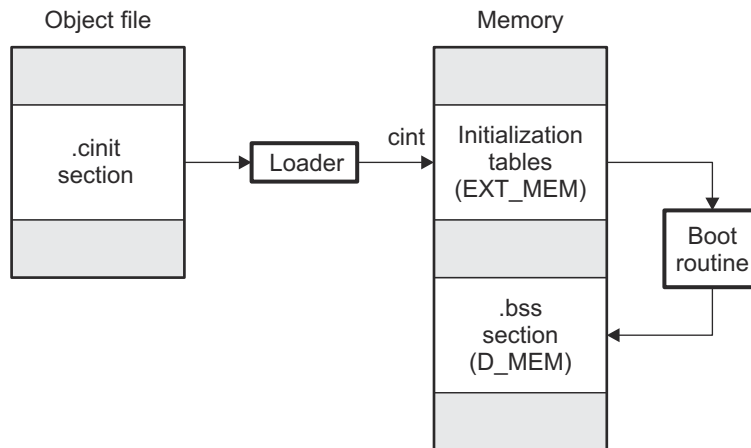 Object file
Memory
.cinit
section
Loader
cint
Initialization
tables
(EXT_MEM)
Boot
routine
.bss
section
(D_MEM)